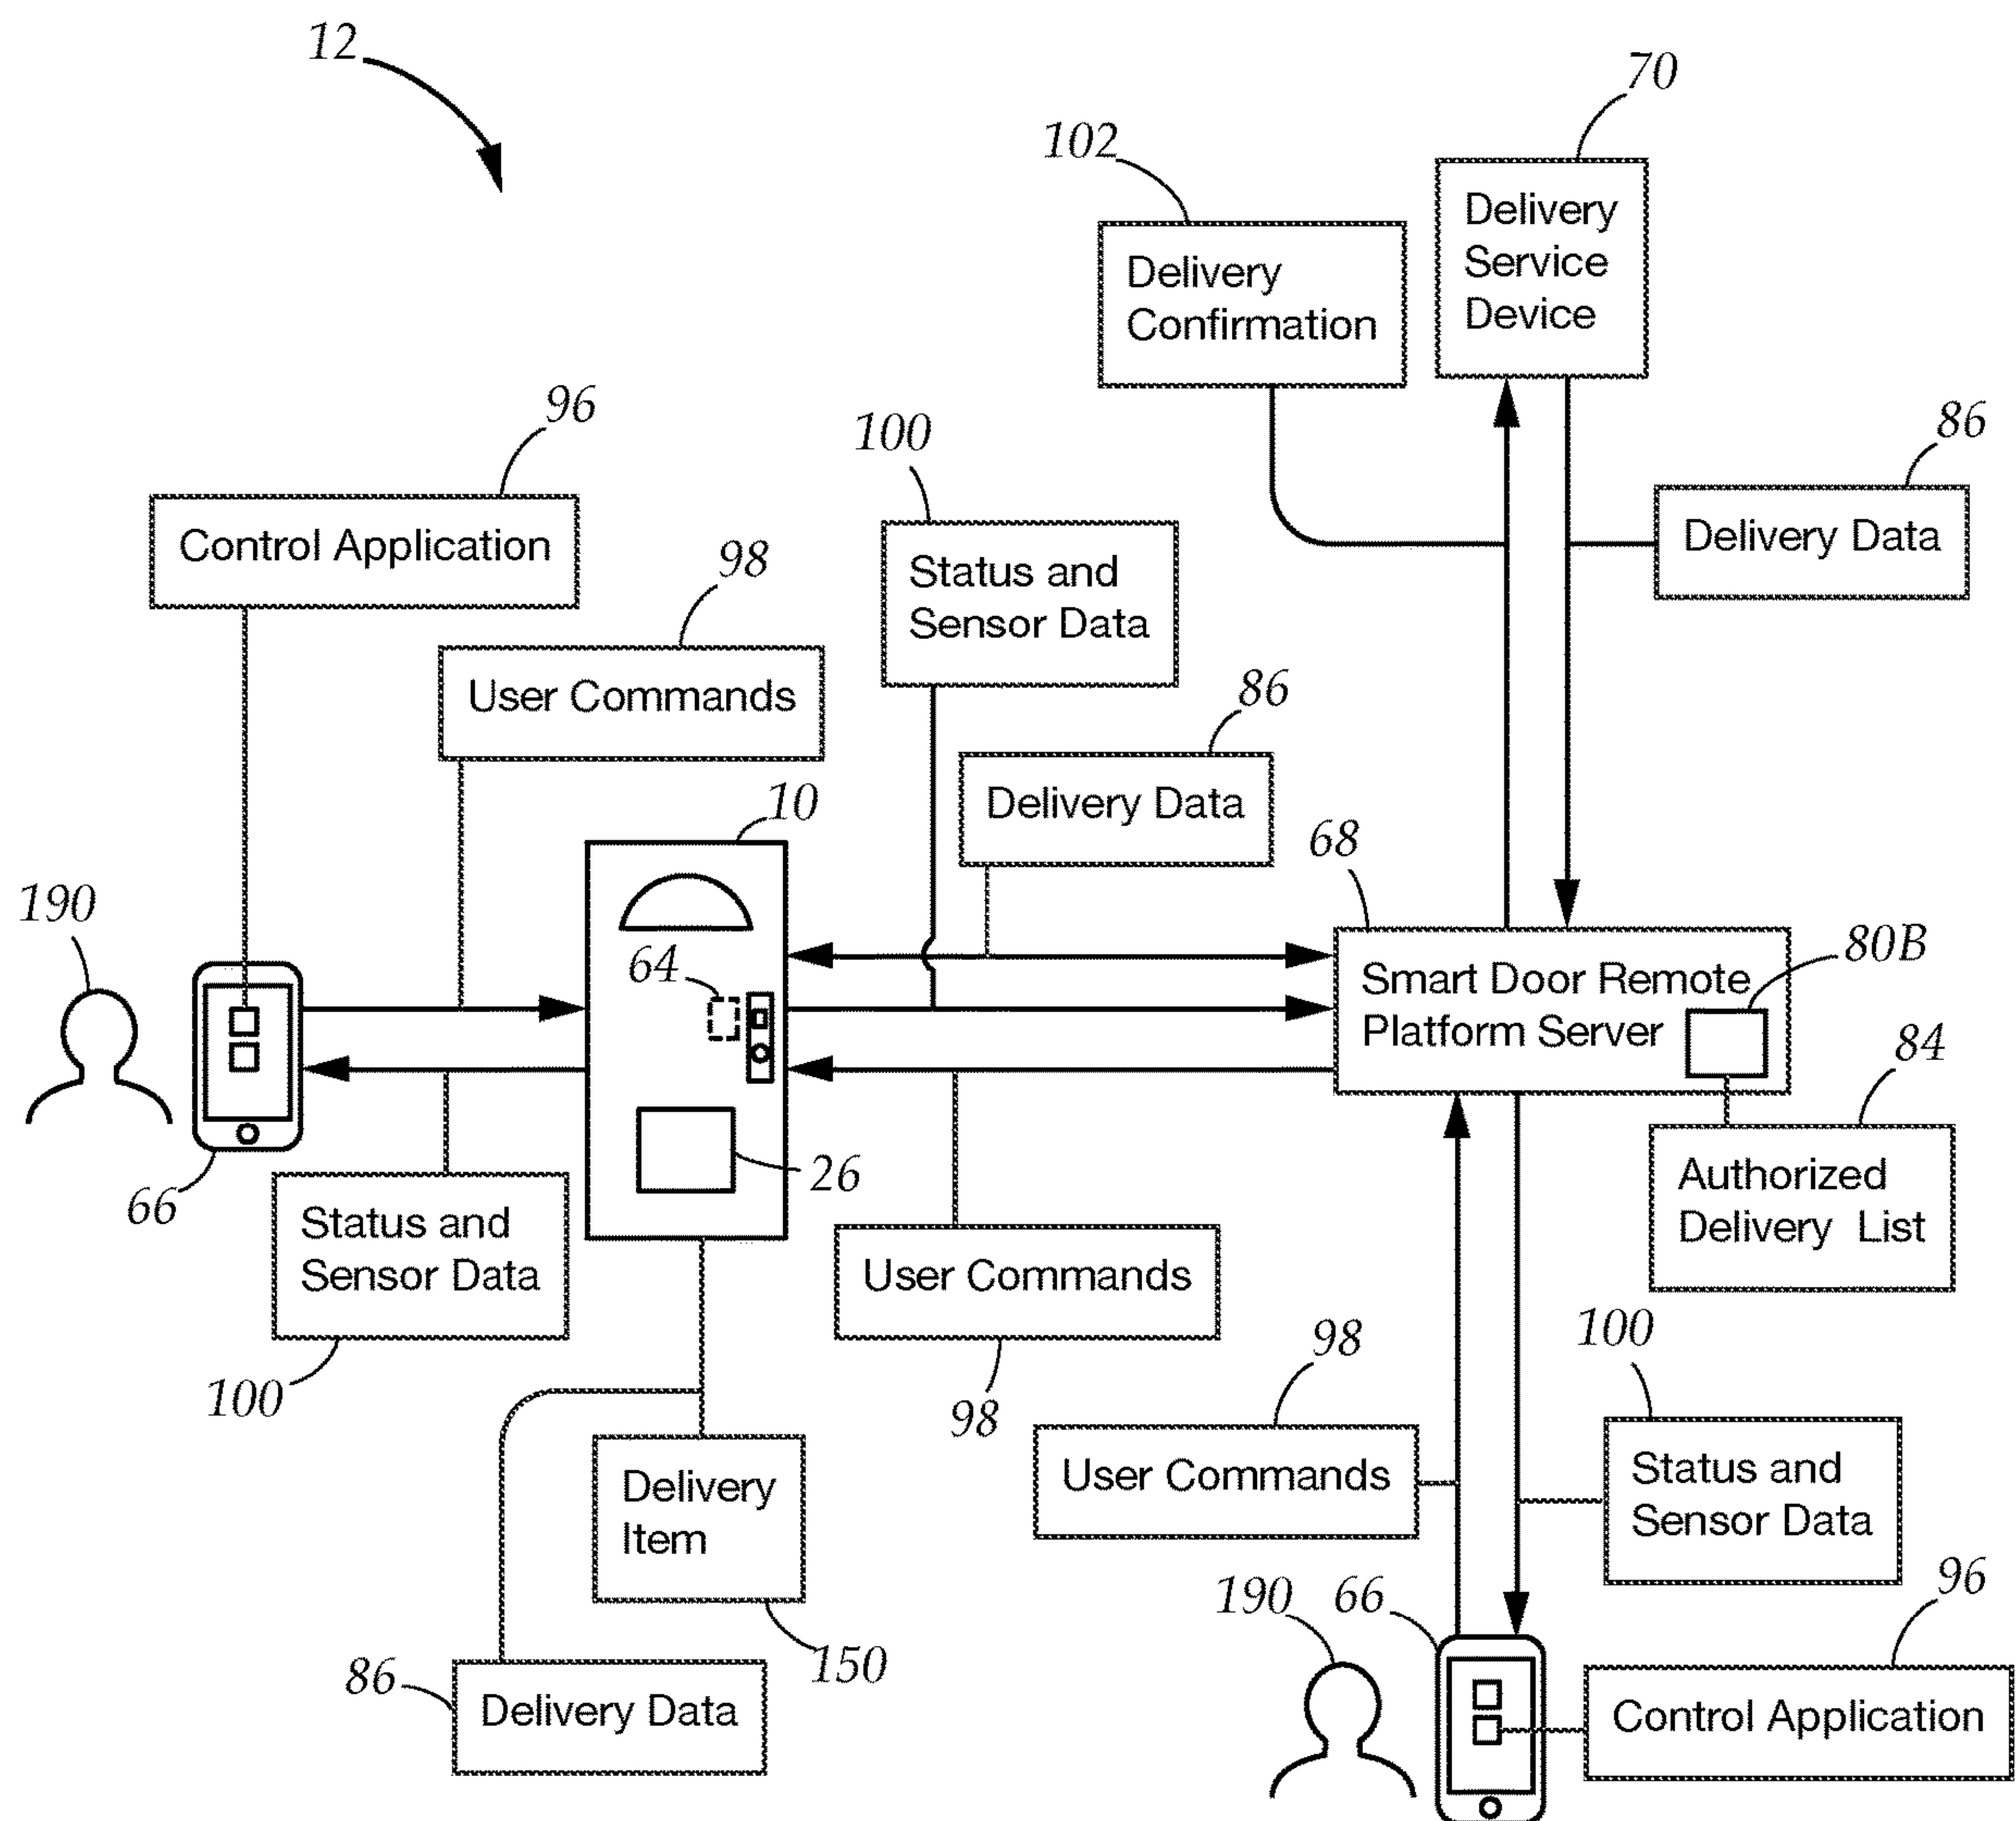 12
70
102
Delivery
Service
Device
Delivery
Confirmation
96
100
86
Control Application
98
Status and
Sensor Data
Delivery Data
User Commands
86
10
Delivery Data
68
190
64
80B
Smart Door Remote
Platform Server
84
66
26
Authorized
Delivery List
Status and
Sensor Data
User Commands
100
98
98
100
User Commands
Status and
Sensor Data
Delivery
Item
190
66
96
86
150
Delivery Data
Control Application